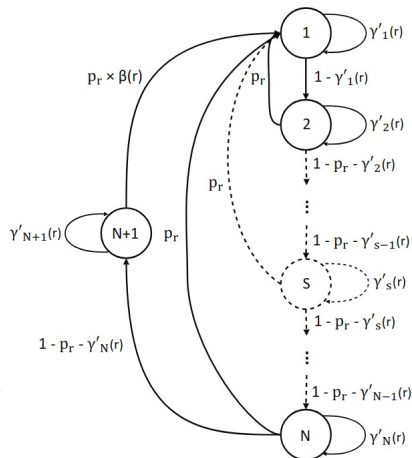 1
γ′₁(r)
pᵣ × β(r)
pᵣ
1 - γ′₁(r)
2
γ′₂(r)
1 - pᵣ - γ′₂(r)
pᵣ
⋮
γ′N+1(r)
N+1
pᵣ
1 - pᵣ - γ′s−1(r)
S
γ′s(r)
1 - pᵣ - γ′s(r)
1 - pᵣ - γ′N(r)
⋮
1 - pᵣ - γ′N−1(r)
N
γ′N(r)